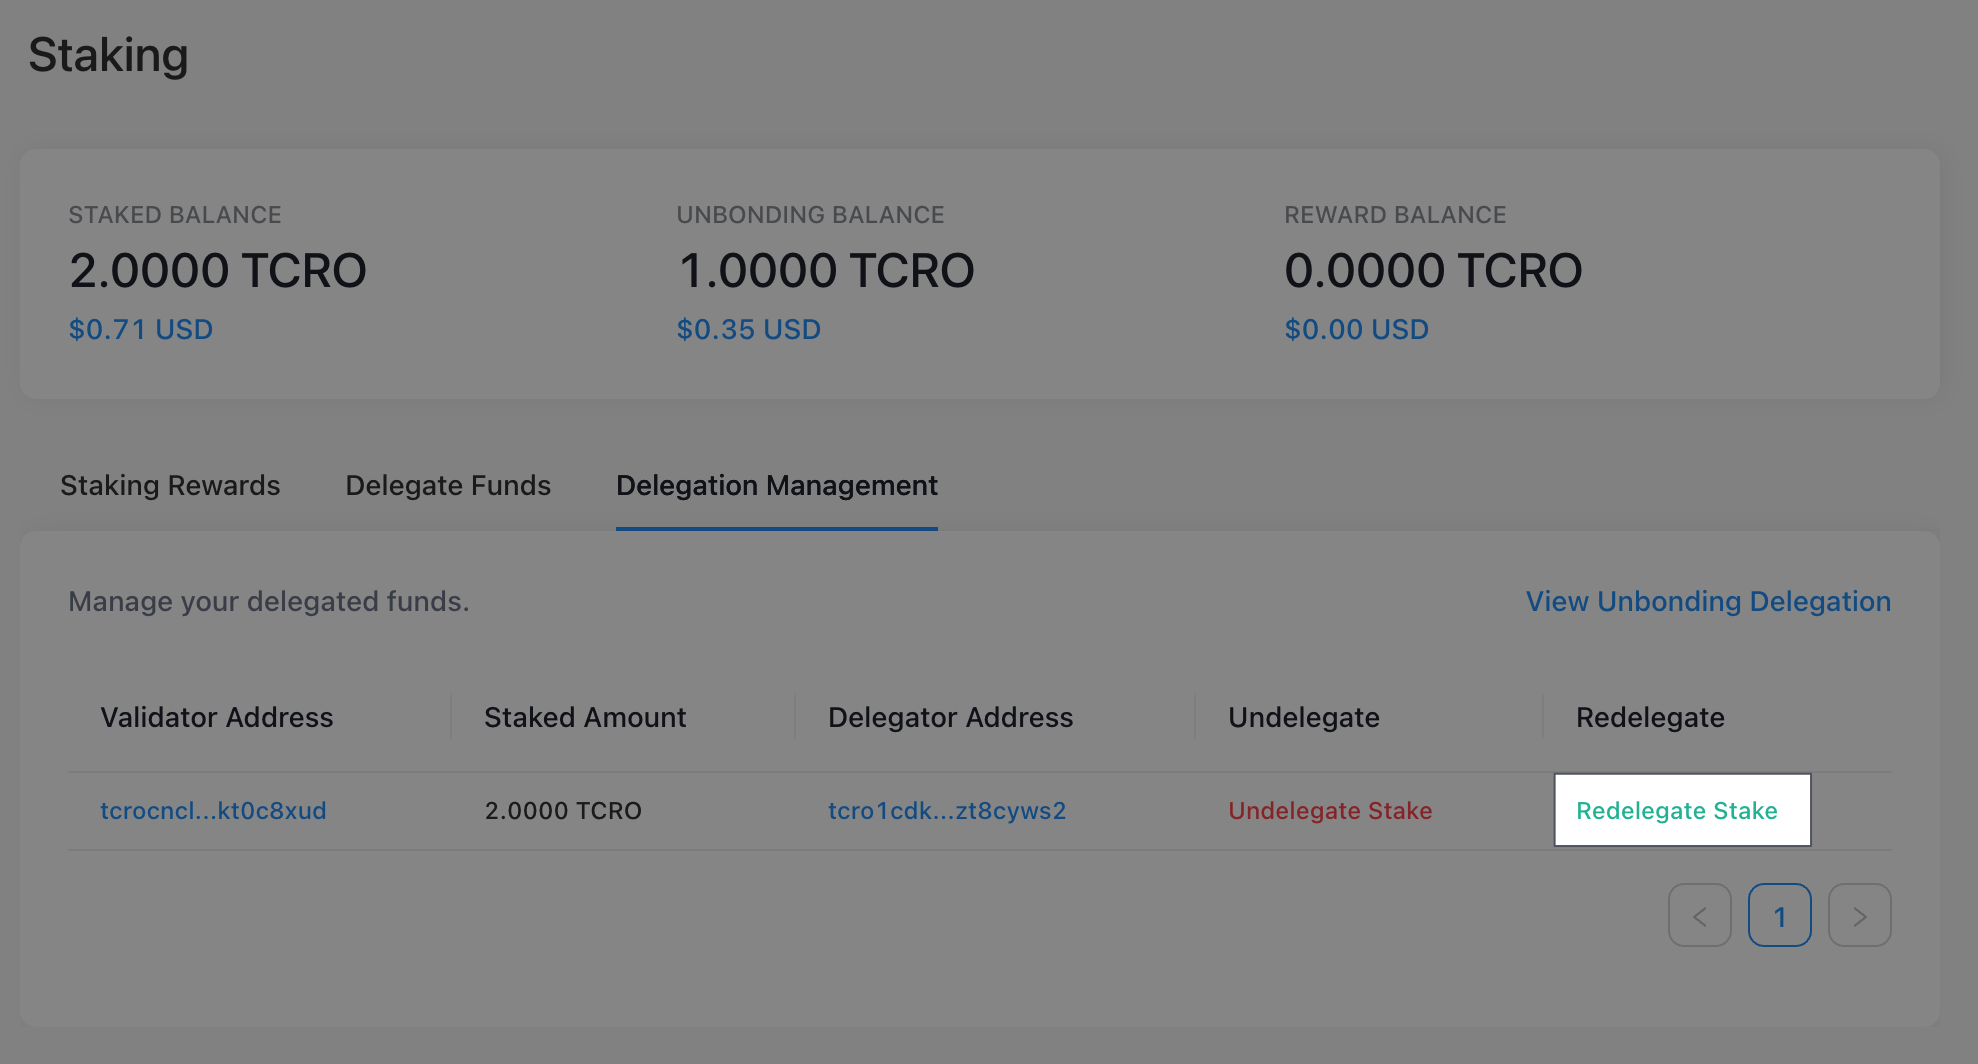 Staking
STAKED BALANCE
2.0000 TCRO
$0.71 USD
UNBONDING BALANCE
1.0000 TCRO
$0.35 USD
REWARD BALANCE
0.0000 TCRO
$0.00 USD
Staking Rewards Delegate Funds Delegation Management
Manage your delegated funds. View Unbonding Delegation
Validator Address Staked Amount Delegator Address Undelegate Redelegate
tcrocncl...kt0c8xud 2.0000 TCRO tcro1cdk...zt8cyws2 Undelegate Stake Redelegate Stake
< 1 >